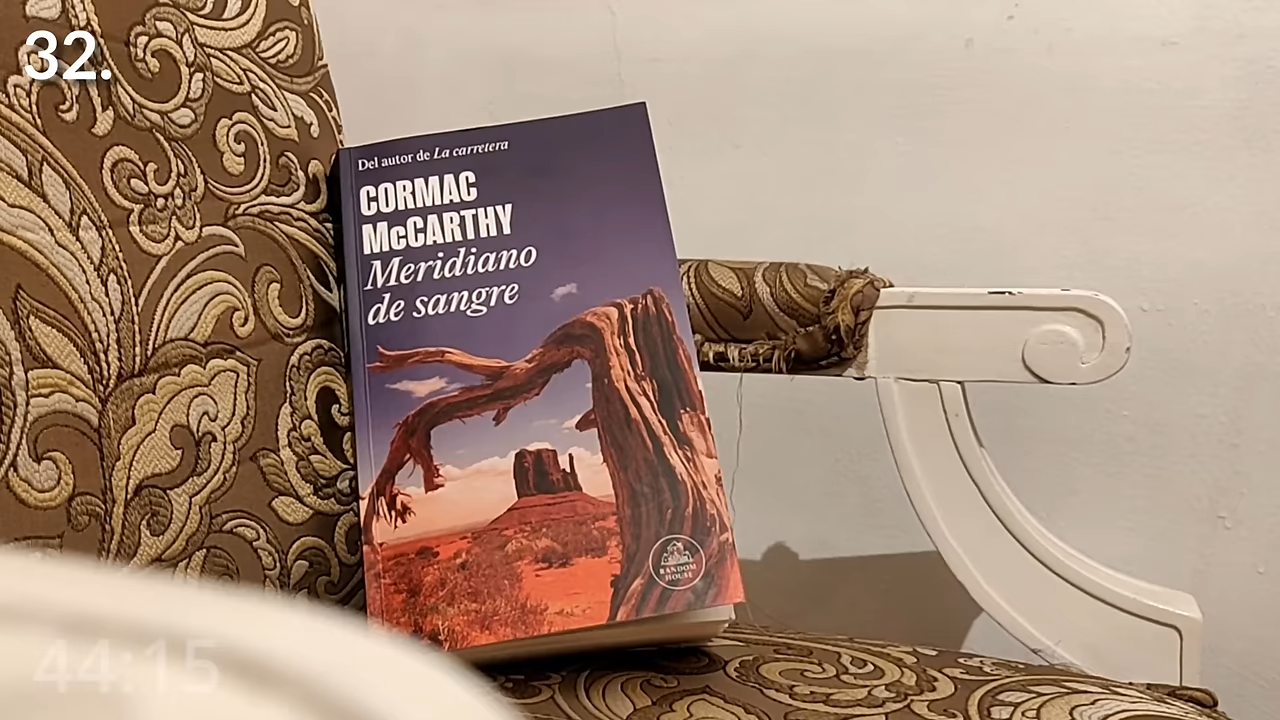 32.
Del autor de La carretera
CORMAC
McCARTHY
Meridiano
de sangre
RANDOM
HOUSE
44:15